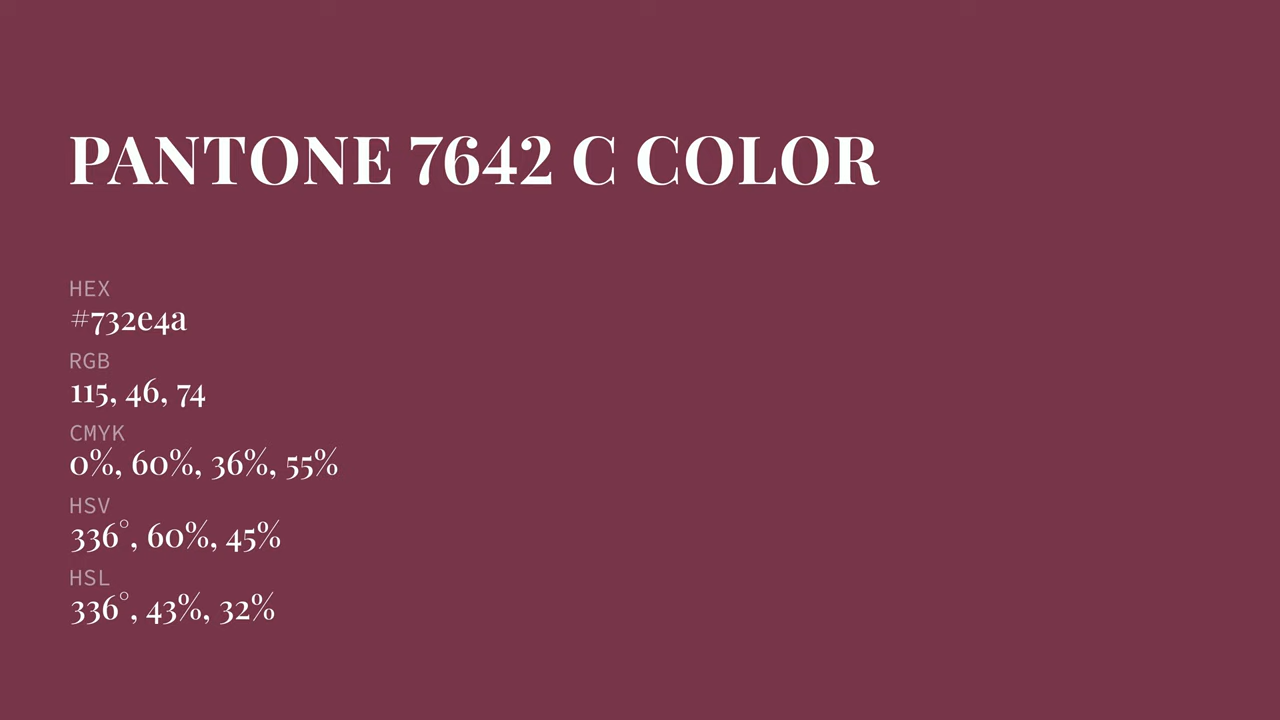 PANTONE 7642 C COLOR
HEX
#732e4a
RGB
115, 46, 74
CMYK
0%, 60%, 36%, 55%
HSV
336°, 60%, 45%
HSL
336°, 43%, 32%